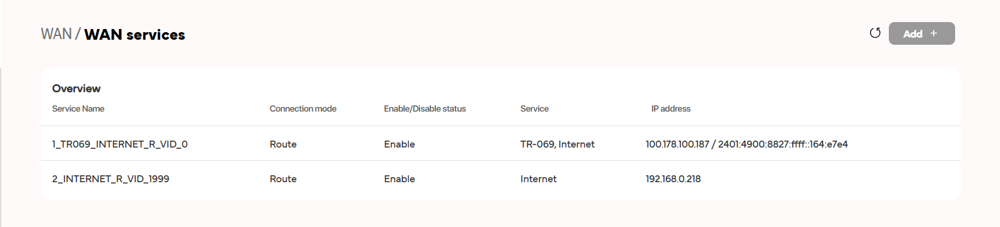 WAN / WAN services
Add +
Overview
Service Name Connection mode Enable/Disable status Service IP address
1_TR069_INTERNET_R_VID_0 Route Enable TR-069, Internet 100.178.100.187 / 2401:4900:8827:ffff::164:e7e4
2_INTERNET_R_VID_1999 Route Enable Internet 192.168.0.218